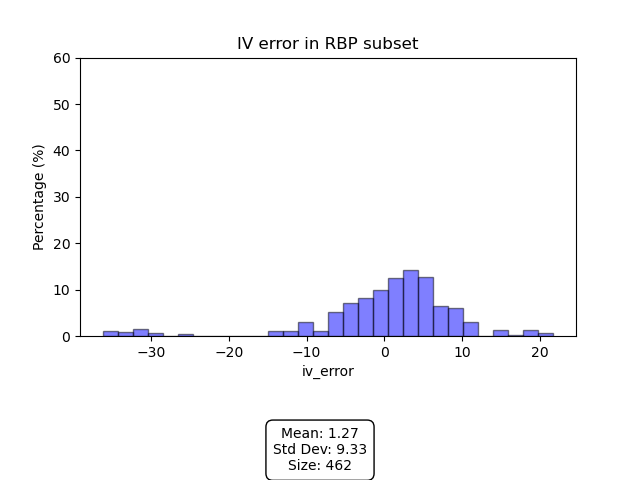 IV error in RBP subset
60
50
40
30
20
10
0
Percentage (%)
−30
−20
−10
0
10
20
iv_error
Mean: 1.27
Std Dev: 9.33
Size: 462